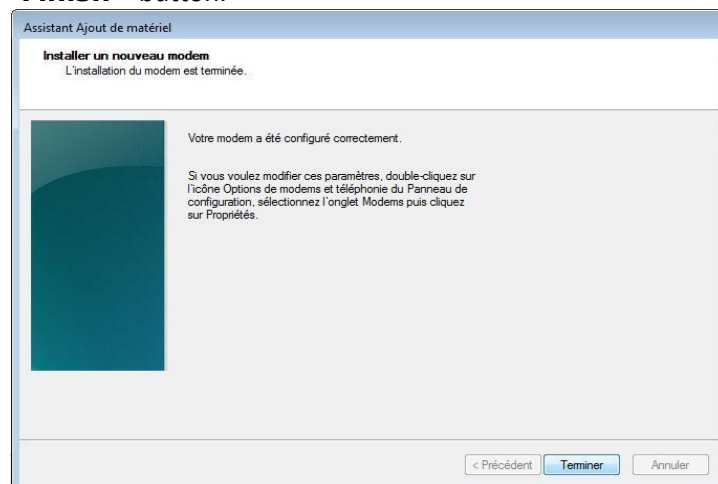 Finish button.
Assistant Ajout de matériel
Installer un nouveau modem
L'installation du modem est terminée.
Votre modem a été configuré correctement.
Si vous voulez modifier ces paramètres, double-cliquez sur
l'icône Options de modems et téléphonie du Panneau de
configuration, sélectionnez l'onglet Modems puis cliquez
sur Propriétés.
< Précédent Terminer Annuler